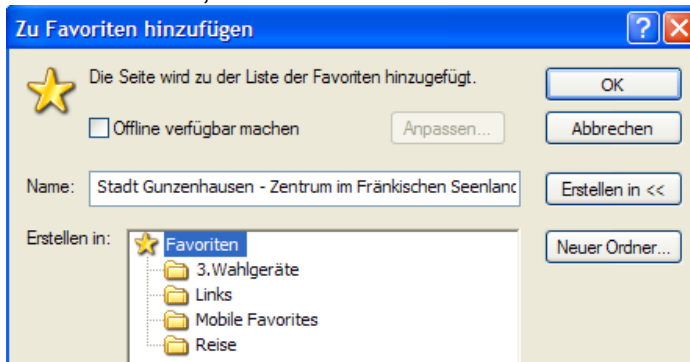 Zu Favoriten hinzufügen
Die Seite wird zu der Liste der Favoriten hinzugefügt.
OK
Offline verfügbar machen
Anpassen...
Abbrechen
Name:
Stadt Gunzenhausen - Zentrum im Fränkischen Seenland
Erstellen in <<
Erstellen in:
Favoriten
Neuer Ordner...
3.Wahlgeräte
Links
Mobile Favorites
Reise